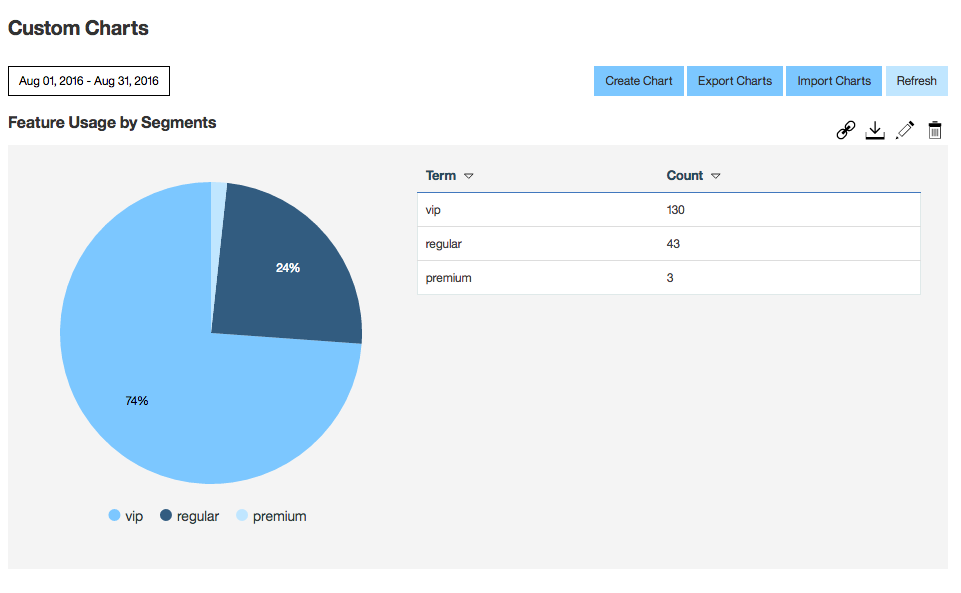 Custom Charts
Aug 01, 2016 - Aug 31, 2016
Create Chart
Export Charts
Import Charts
Refresh
Feature Usage by Segments
24%
74%
vip
regular
premium
Term
Count
vip 130
regular 43
premium 3